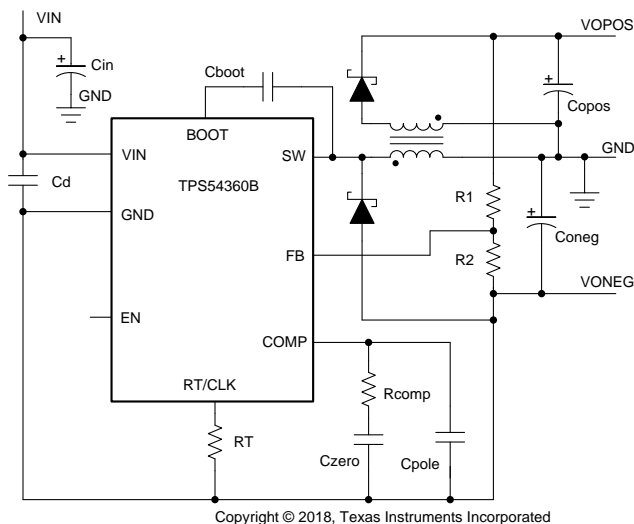 VIN
VOPOS
Cin
Cboot
Copos
GND
BOOT
VIN
SW
GND
Cd
TPS54360B
R1
GND
Coneg
FB
R2
VONEG
EN
COMP
RT/CLK
Rcomp
RT
Czero
Cpole
Copyright © 2018, Texas Instruments Incorporated